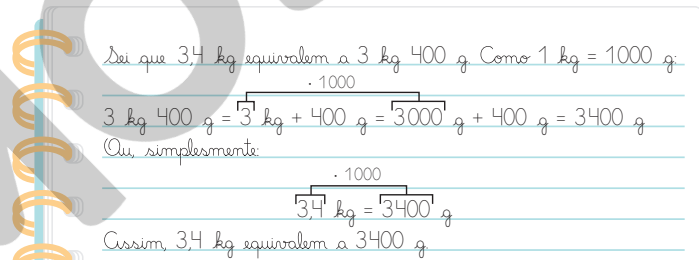 Sei que 3,4 kg equivalem a 3 kg 400 g. Como 1 kg = 1000 g:
· 1000
3 kg 400 g = 3 kg + 400 g = 3000 g + 400 g = 3400 g
Ou, simplesmente:
· 1000
3,4 kg = 3400 g
Assim, 3,4 kg equivalem a 3400 g.